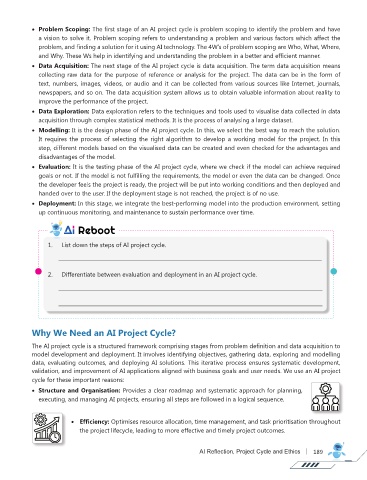 • Problem Scoping: The first stage of an AI project cycle is problem scoping to identify the problem and have
a vision to solve it. Problem scoping refers to understanding a problem and various factors which affect the
problem, and finding a solution for it using AI technology. The 4W's of problem scoping are Who, What, Where,
and Why. These Ws help in identifying and understanding the problem in a better and efficient manner.
• Data Acquisition: The next stage of the AI project cycle is data acquisition. The term data acquisition means
collecting raw data for the purpose of reference or analysis for the project. The data can be in the form of
text, numbers, images, videos, or audio and it can be collected from various sources like Internet, journals,
newspapers, and so on. The data acquisition system allows us to obtain valuable information about reality to
improve the performance of the project.
• Data Exploration: Data exploration refers to the techniques and tools used to visualise data collected in data
acquisition through complex statistical methods. It is the process of analysing a large dataset.
• Modelling: It is the design phase of the AI project cycle. In this, we select the best way to reach the solution.
It requires the process of selecting the right algorithm to develop a working model for the project. In this
step, different models based on the visualised data can be created and even checked for the advantages and
disadvantages of the model.
• Evaluation: It is the testing phase of the AI project cycle, where we check if the model can achieve required
goals or not. If the model is not fulfilling the requirements, the model or even the data can be changed. Once
the developer feels the project is ready, the project will be put into working conditions and then deployed and
handed over to the user. If the deployment stage is not reached, the project is of no use.
• Deployment: In this stage, we integrate the best-performing model into the production environment, setting
up continuous monitoring, and maintenance to sustain performance over time.
Ai Reboot
1. List down the steps of AI project cycle.
2. Differentiate between evaluation and deployment in an AI project cycle.
Why We Need an AI Project Cycle?
The AI project cycle is a structured framework comprising stages from problem definition and data acquisition to
model development and deployment. It involves identifying objectives, gathering data, exploring and modelling
data, evaluating outcomes, and deploying AI solutions. This iterative process ensures systematic development,
validation, and improvement of AI applications aligned with business goals and user needs. We use an AI project
cycle for these important reasons:
• Structure and Organisation: Provides a clear roadmap and systematic approach for planning,
executing, and managing AI projects, ensuring all steps are followed in a logical sequence.
• Efficiency: Optimises resource allocation, time management, and task prioritisation throughout
the project lifecycle, leading to more effective and timely project outcomes.
AI Reflection, Project Cycle and Ethics 189